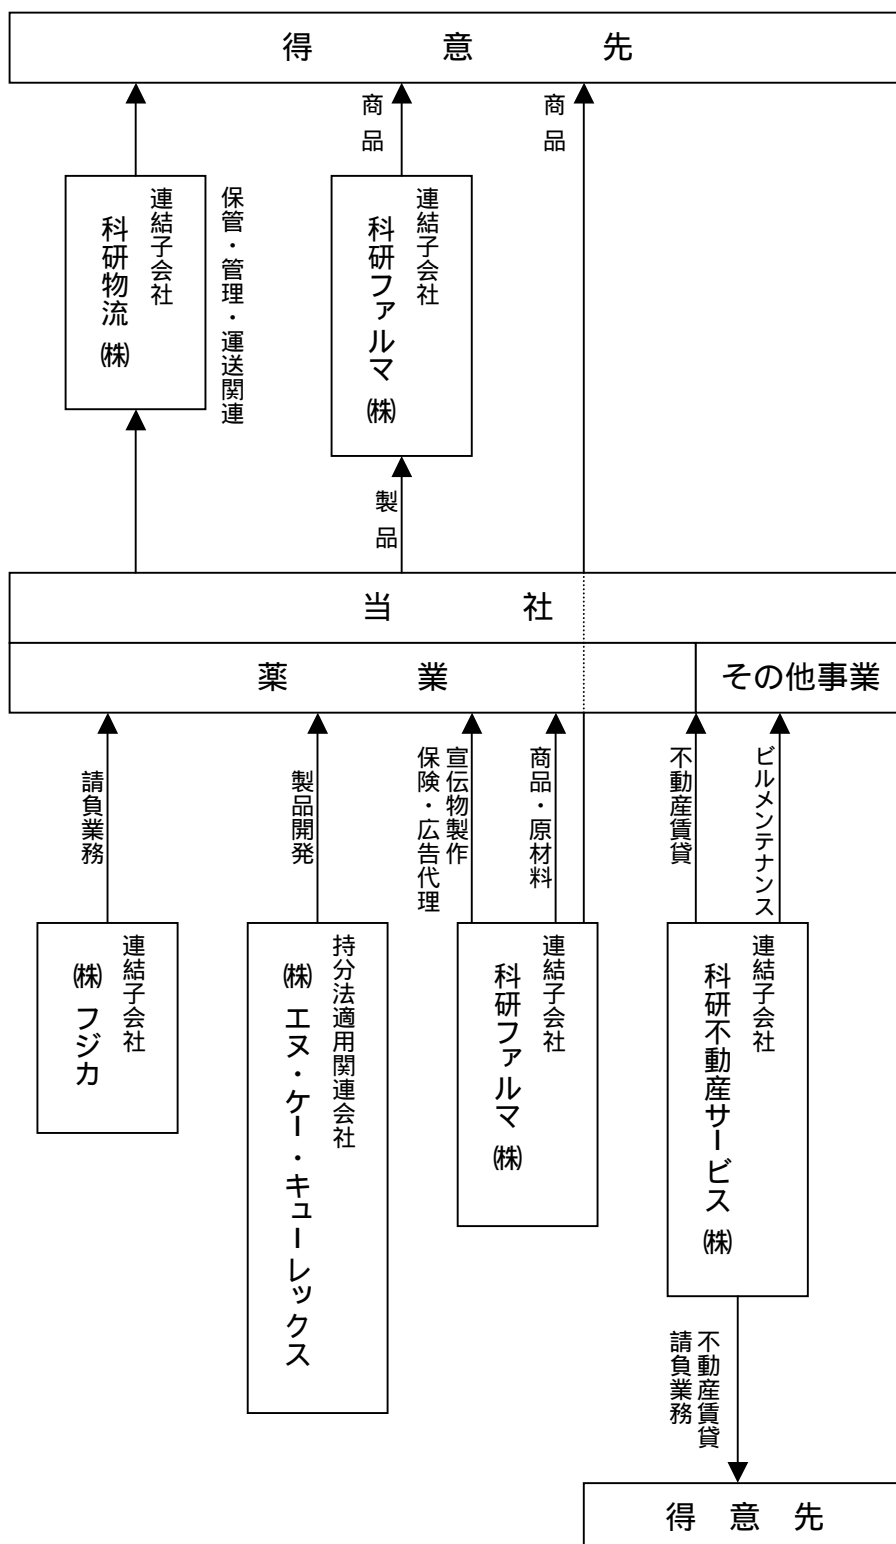 得意先
商品
商品
連結子会社
科研物流㈱
保管・管理・運送関連
連結子会社
科研ファルマ㈱
製品
当社
薬業
その他事業
請負業務
製品開発
宣伝物製作
保険・広告代理
商品・原材料
不動産賃貸
ビルメンテナンス
連結子会社
㈱フジカ
持分法適用関連会社
㈱エヌ・ケー・キューレックス
連結子会社
科研ファルマ㈱
連結子会社
科研不動産サービス㈱
不動産賃貸
請負業務
得意先